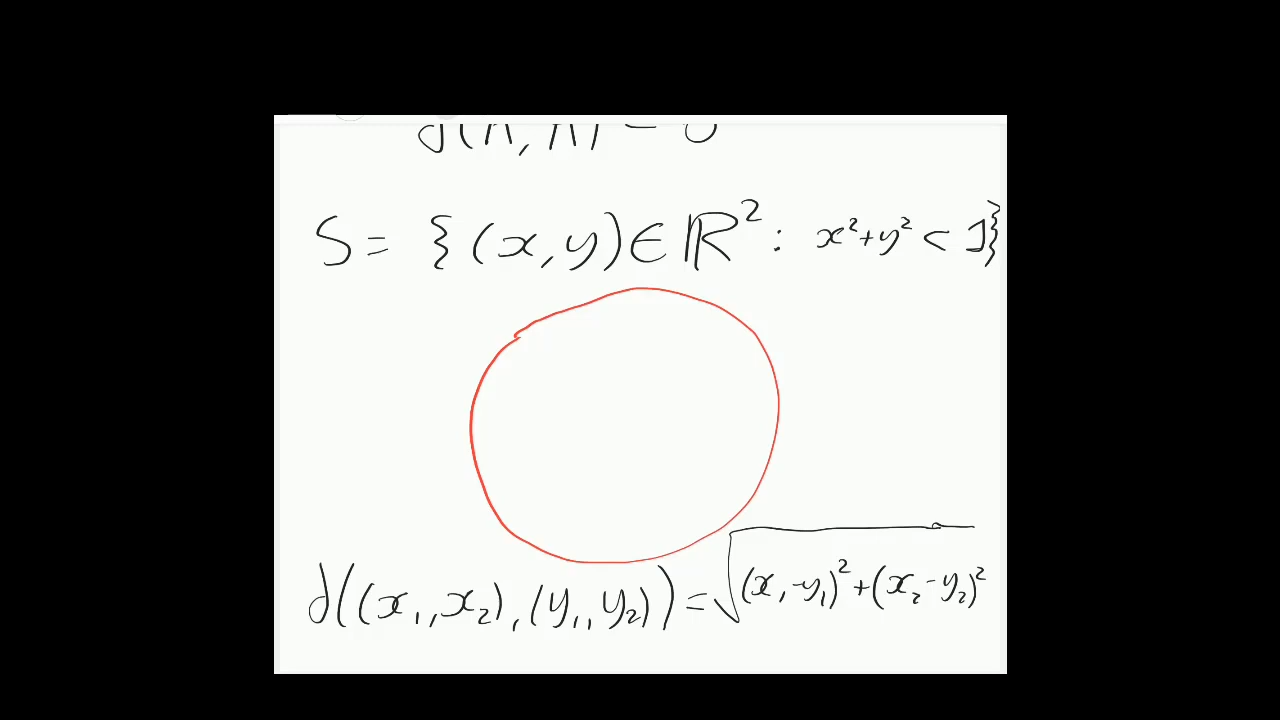 S = {(x,y)∈ℝ²: x²+y² < 1}
d((x₁,x₂),(y₁,y₂)) = √((x₁-y₁)²+(x₂-y₂)²)